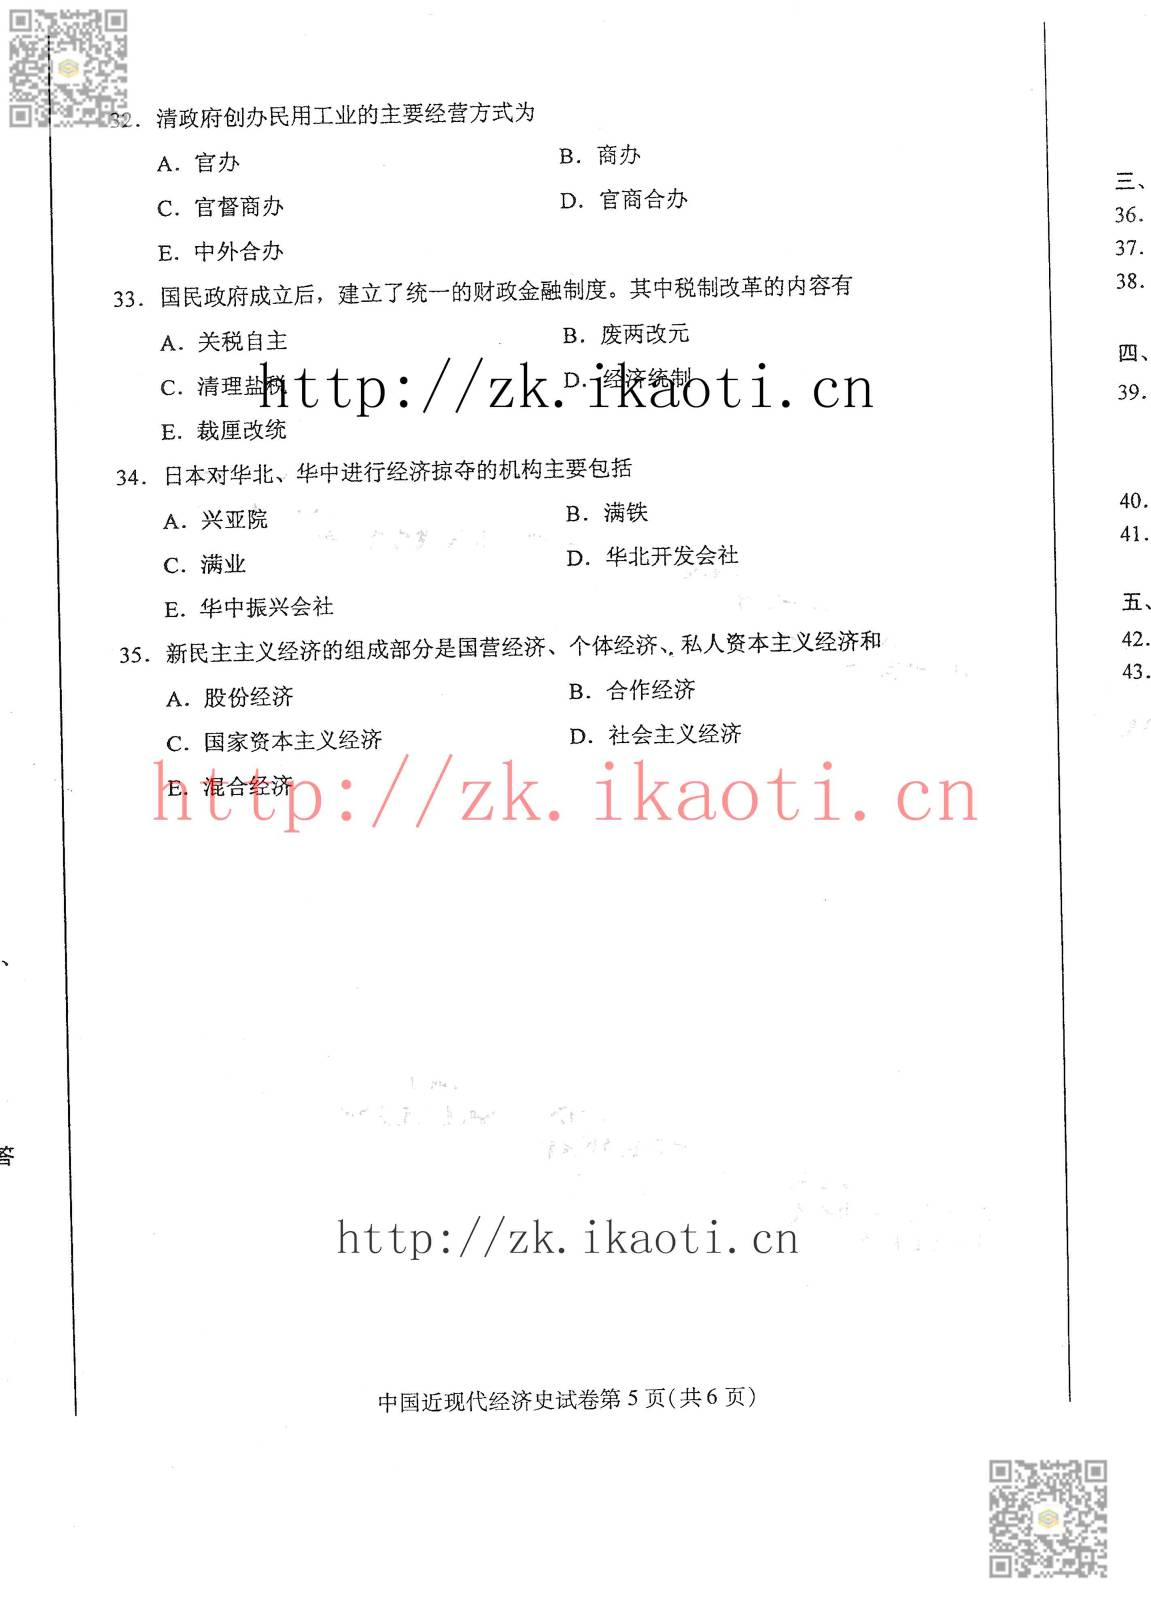 32．清政府创办民用工业的主要经营方式为
A．官办
B．商办
C．官督商办
D．官商合办
E．中外合办
33．国民政府成立后，建立了统一的财政金融制度。其中税制改革的内容有
A．关税自主
B．废两改元
C．清理盐税
D．经济统制
http://zk.ikaoti.cn
E．裁厘改统
34．日本对华北、华中进行经济掠夺的机构主要包括
A．兴亚院
B．满铁
C．满业
D．华北开发会社
E．华中振兴会社
35．新民主主义经济的组成部分是国营经济、个体经济、私人资本主义经济和
A．股份经济
B．合作经济
C．国家资本主义经济
D．社会主义经济
E．混合经济
http://zk.ikaoti.cn
http://zk.ikaoti.cn
中国近现代经济史试卷第5页(共6页)
三、
36.
37.
38.
四、
39.
40.
41.
五、
42.
43.